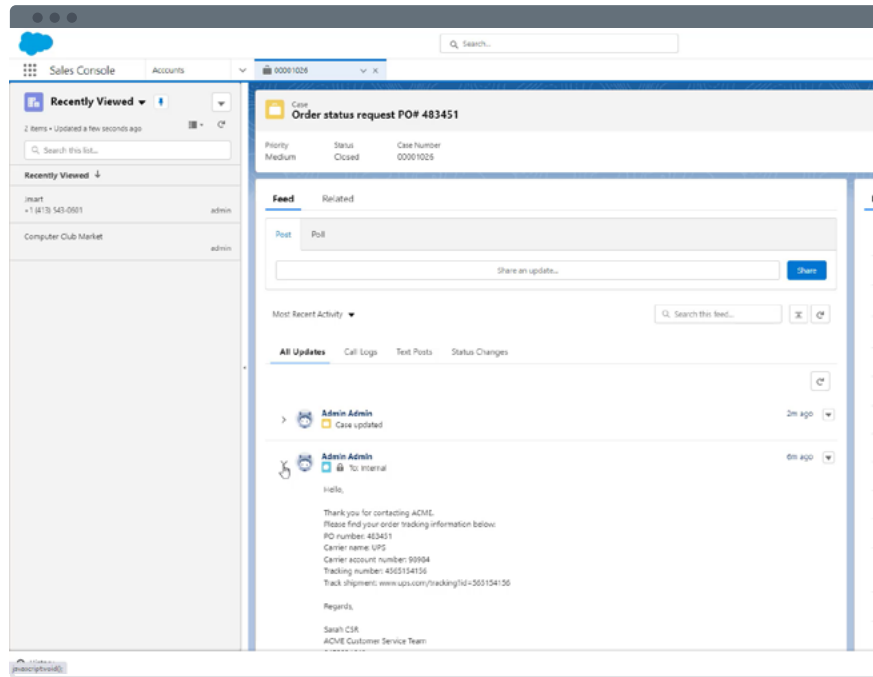 Search...
Sales Console
Accounts
00001026
Recently Viewed
2 items • Updated a few seconds ago
Search this list...
Recently Viewed
Jmart
+1 (413) 543-0601
admin
Computer Club Market
admin
Case
Order status request PO# 483451
Priority
Status
Case Number
Medium
Closed
00001026
Feed
Related
Post
Poll
Share an update...
Share
Most Recent Activity
Search this feed...
All Updates
Call Logs
Text Posts
Status Changes
Admin Admin
2m ago
Case updated
Admin Admin
6m ago
To: Internal
Hello,
Thank you for contacting ACME.
Please find your order tracking information below:
PO number: 483451
Carrier name: UPS
Carrier account number: 98984
Tracking number: 4565154156
Track shipment: www.ups.com/tracking?id=565154156
Regards,
Sarah CSR
ACME Customer Service Team
javascript:void(0);